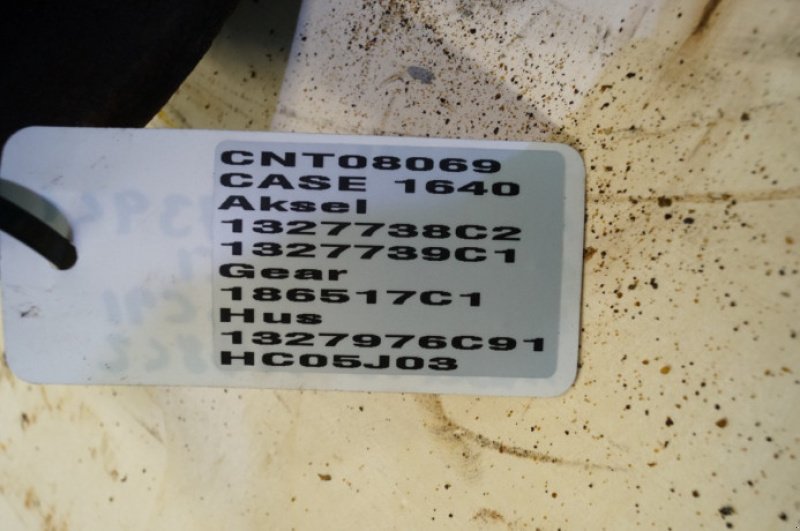 CNT08069
CASE 1640
Aksel
1327738C2
1327739C1
Gear
186517C1
Hus
1327976C91
HC05J03